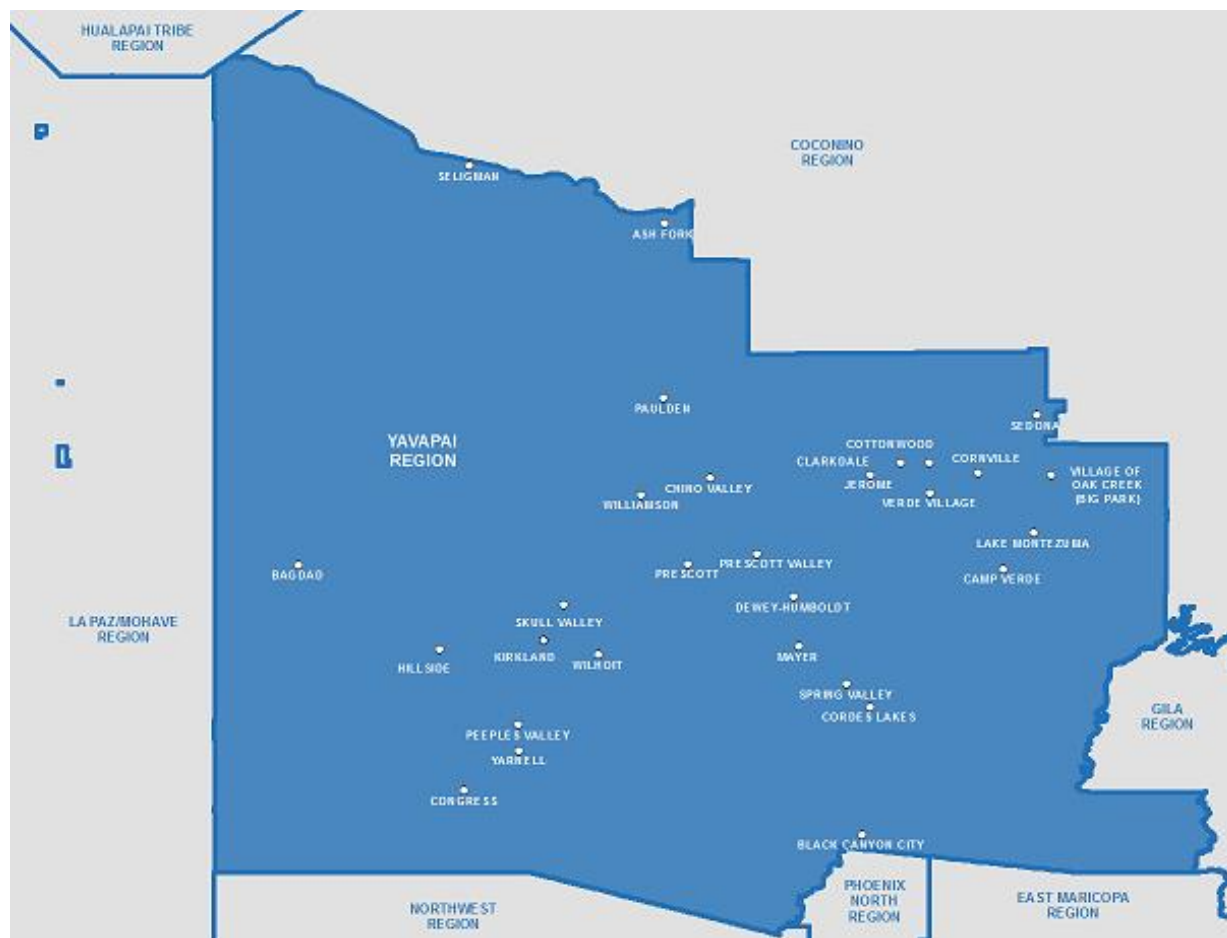 HUALAPAI TRIBE
REGION
COCONINO
REGION
SELIGMAN
ASH FORK
PAULDEN
SEDONA
YAVAPAI
REGION
COTTONWOOD
CLARKDALE
CORNVILLE
JEROME
VILLAGE OF
OAK CREEK
(BIG PARK)
CHINO VALLEY
WILLIAMSON
VERDE VILLAGE
LAKE MONTEZUMA
PRESCOTT VALLEY
BAGDAD
PRESCOTT
CAMP VERDE
DEWEY-HUMBOLDT
LA PAZ/MOHAVE
REGION
SKULL VALLEY
KIRKLAND
WILHOIT
HILLSIDE
MAYER
SPRING VALLEY
CORDES LAKES
GILA
REGION
PEEPLES VALLEY
YARNELL
CONGRESS
BLACK CANYON CITY
NORTHWEST
REGION
PHOENIX
NORTH
REGION
EAST MARICOPA
REGION